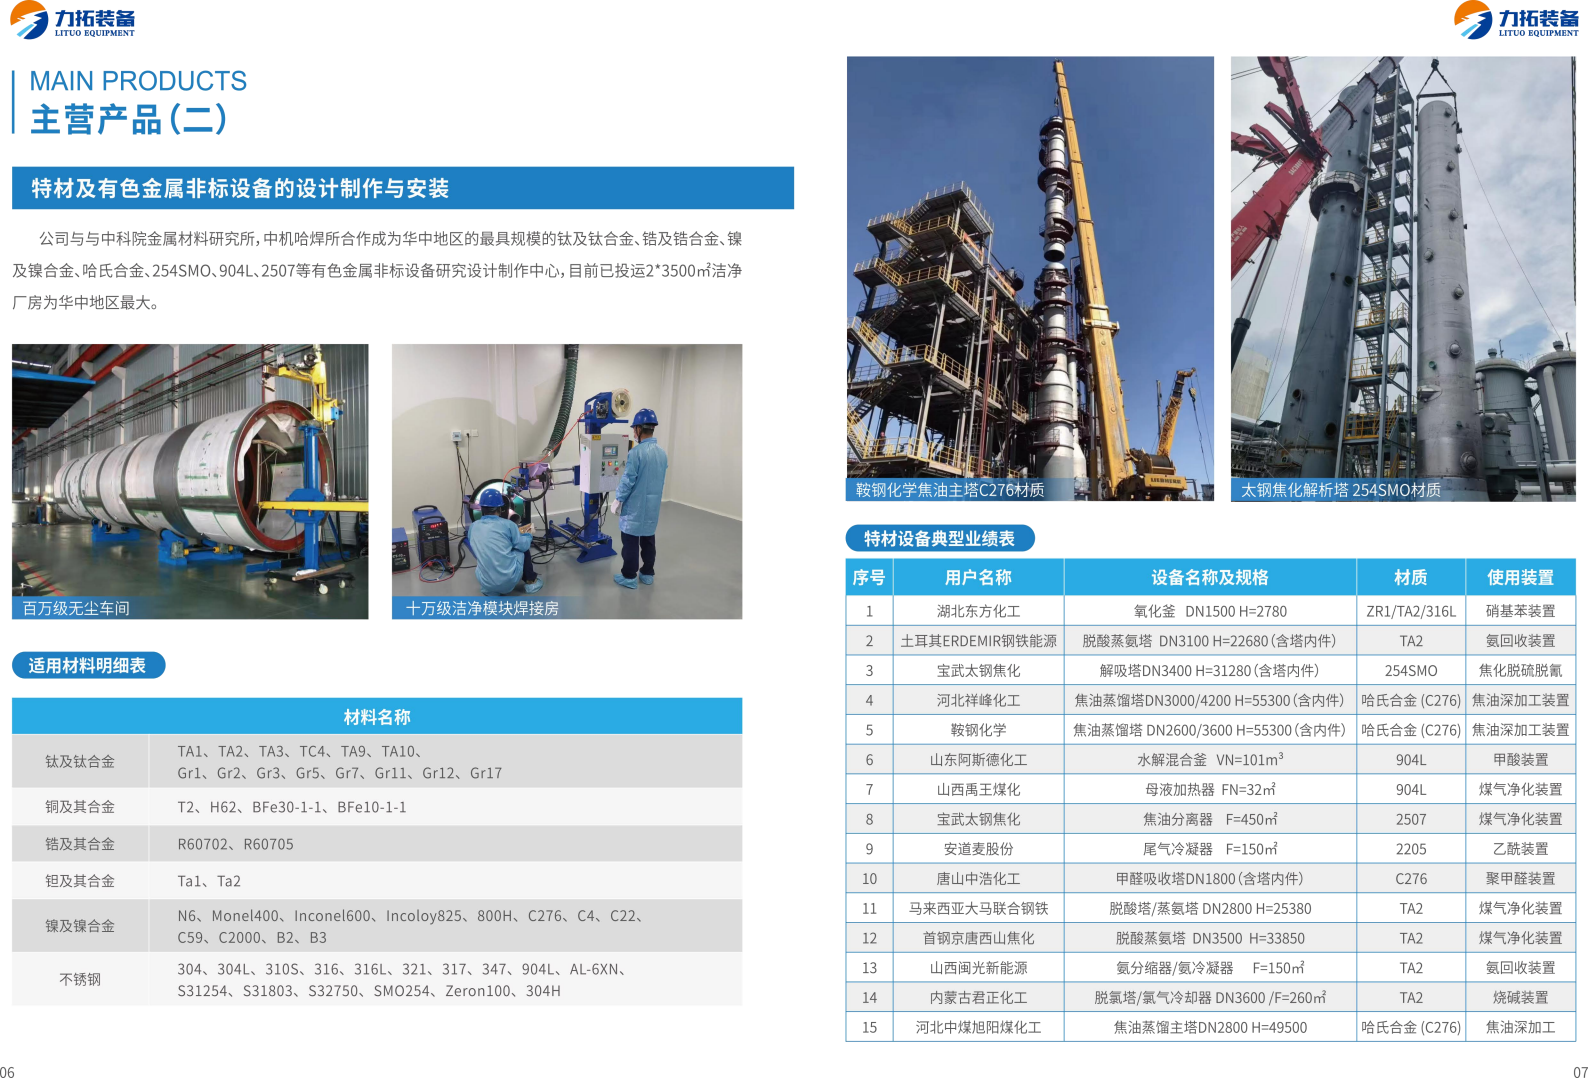 力拓装备
LITUO EQUIPMENT
MAIN PRODUCTS
主营产品（二）
特材及有色金属非标设备的设计制作与安装
公司与与中科院金属材料研究所，中机哈焊所合作成为华中地区的最具规模的钛及钛合金、锆及锆合金、镍
及镍合金、哈氏合金、254SMO、904L、2507等有色金属非标设备研究设计制作中心，目前已投运2*3500㎡洁净
厂房为华中地区最大。
百万级无尘车间
十万级洁净模块焊接房
适用材料明细表
材料名称
钛及钛合金 TA1、TA2、TA3、TC4、TA9、TA10、
Gr1、Gr2、Gr3、Gr5、Gr7、Gr11、Gr12、Gr17
铜及其合金 T2、H62、BFe30-1-1、BFe10-1-1
锆及其合金 R60702、R60705
钽及其合金 Ta1、Ta2
镍及镍合金 N6、Monel400、Inconel600、Incoloy825、800H、C276、C4、C22、
C59、C2000、B2、B3
不锈钢 304、304L、310S、316、316L、321、317、347、904L、AL-6XN、
S31254、S31803、S32750、SMO254、Zeron100、304H
06
力拓装备
LITUO EQUIPMENT
鞍钢化学焦油主塔C276材质
太钢焦化解析塔 254SMO材质
特材设备典型业绩表
序号 用户名称 设备名称及规格 材质 使用装置
1 湖北东方化工 氧化釜 DN1500 H=2780 ZR1/TA2/316L 硝基苯装置
2 土耳其ERDEMIR钢铁能源 脱酸蒸氨塔 DN3100 H=22680（含塔内件） TA2 氨回收装置
3 宝武太钢焦化 解吸塔DN3400 H=31280（含塔内件） 254SMO 焦化脱硫脱氰
4 河北祥峰化工 焦油蒸馏塔DN3000/4200 H=55300（含内件） 哈氏合金 (C276) 焦油深加工装置
5 鞍钢化学 焦油蒸馏塔 DN2600/3600 H=55300（含内件） 哈氏合金 (C276) 焦油深加工装置
6 山东阿斯德化工 水解混合釜 VN=101m³ 904L 甲酸装置
7 山西禹王煤化 母液加热器 FN=32㎡ 904L 煤气净化装置
8 宝武太钢焦化 焦油分离器 F=450㎡ 2507 煤气净化装置
9 安道麦股份 尾气冷凝器 F=150㎡ 2205 乙酰装置
10 唐山中浩化工 甲醛吸收塔DN1800（含塔内件） C276 聚甲醛装置
11 马来西亚大马联合钢铁 脱酸塔/蒸氨塔 DN2800 H=25380 TA2 煤气净化装置
12 首钢京唐西山焦化 脱酸蒸氨塔 DN3500 H=33850 TA2 煤气净化装置
13 山西闽光新能源 氨分缩器/氨冷凝器 F=150㎡ TA2 氨回收装置
14 内蒙古君正化工 脱氯塔/氯气冷却器 DN3600 /F=260㎡ TA2 烧碱装置
15 河北中煤旭阳煤化工 焦油蒸馏主塔DN2800 H=49500 哈氏合金 (C276) 焦油深加工
07